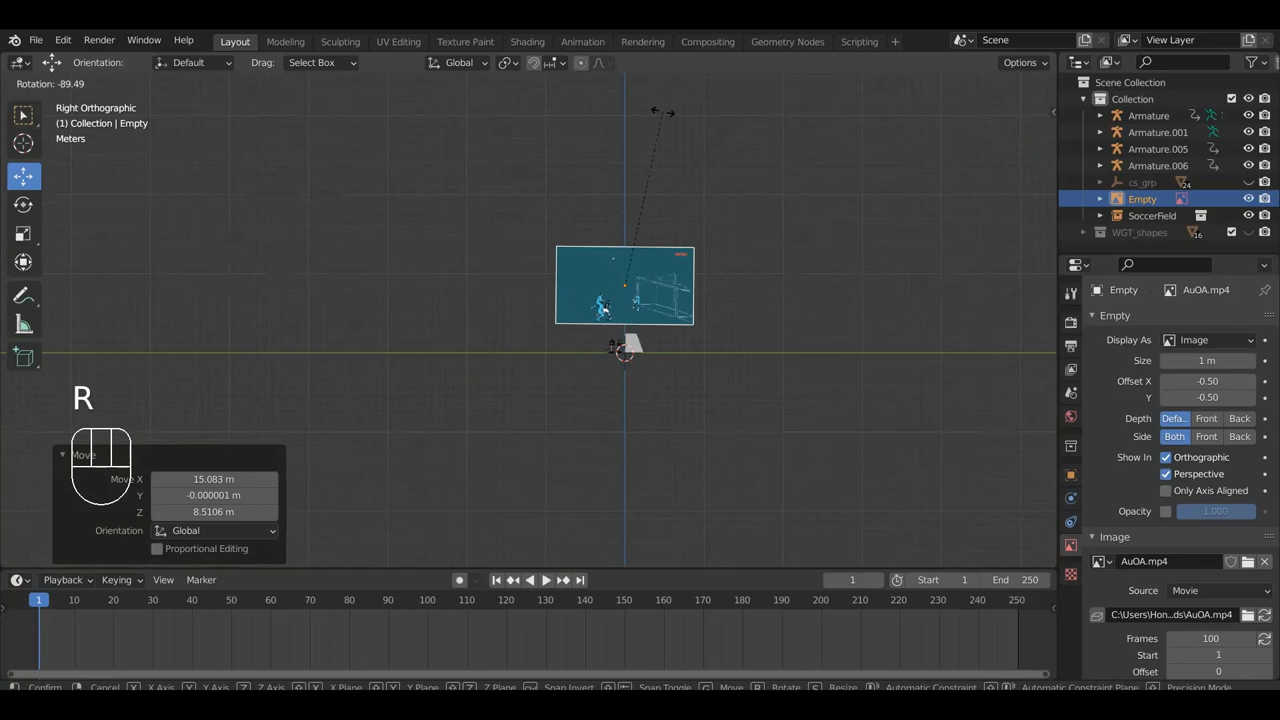 File Edit Render Window Help Layout Modeling Sculpting UV Editing Texture Paint Shading Animation Rendering Compositing Geometry Nodes Scripting + Scene View Layer
Orientation: Default Drag: Select Box Global Options
Rotation: -89.49
Right Orthographic
(1) Collection | Empty
Meters
R
Move
Move X 15.083 m
Y -0.000001 m
Z 8.5106 m
Orientation Global
Proportional Editing
Scene Collection
Collection
Armature
Armature.001
Armature.005
Armature.006
cs_grp 24
Empty
SoccerField
WGT_shapes 16
Empty AuOA.mp4
Empty
Display As Image
Size 1 m
Offset X -0.50
Y -0.50
Depth Defa... Front Back
Side Both Front Back
Show In Orthographic
Perspective
Only Axis Aligned
Opacity 1.000
Image
AuOA.mp4
Source Movie
C:\Users\Hon...ds\AuOA.mp4
Frames 100
Start 1
Offset 0
Playback Keying View Marker 1 Start 1 End 250
1 10 20 30 40 50 60 70 80 90 100 110 120 130 140 150 160 170 180 190 200 210 220 230 240 250
Confirm Cancel X Axis Y Axis Z Axis X Plane Y Plane Z Plane Snap Invert Snap Toggle G Move R Rotate S Resize Automatic Constraint Automatic Constraint Plane Precision Mode